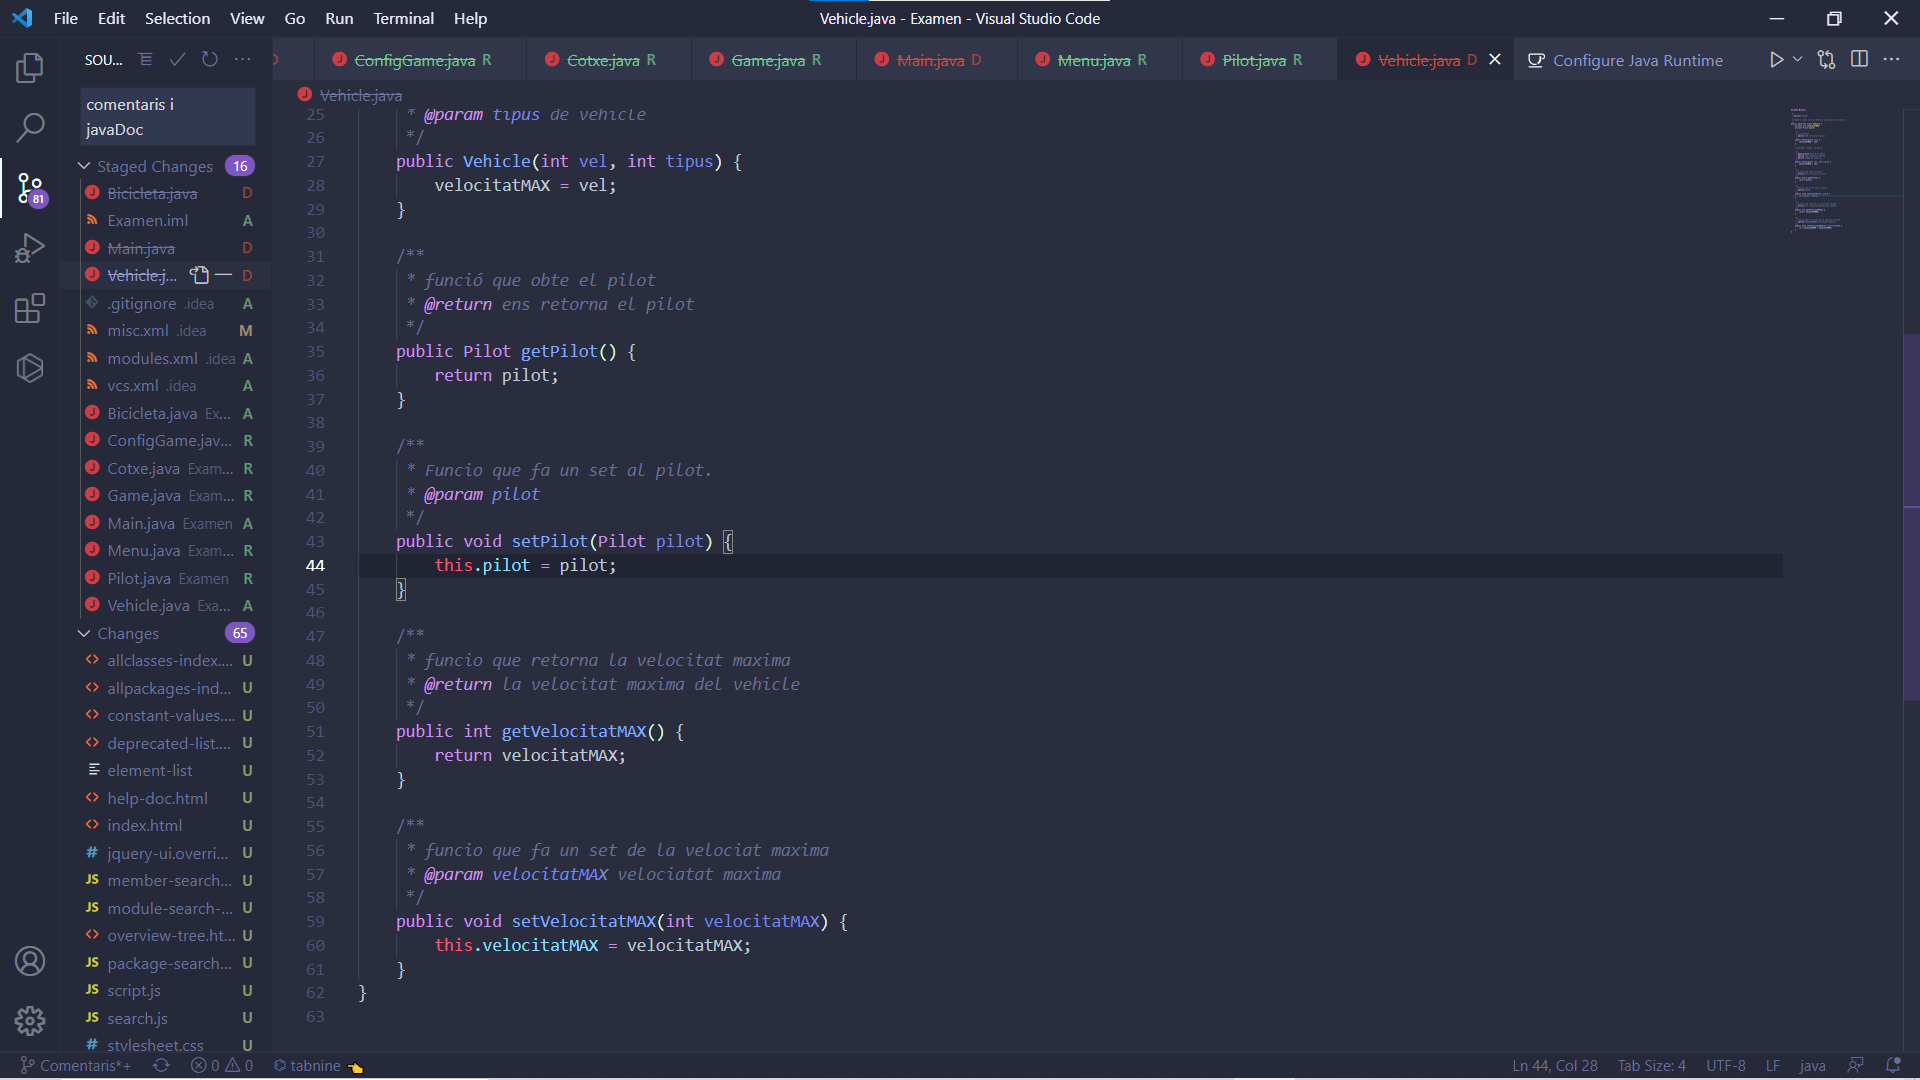 File Edit Selection View Go Run Terminal Help
Vehicle.java - Examen - Visual Studio Code
SOU...
ConfigGame.java R
Cotxe.java R
Game.java R
Main.java D
Menu.java R
Pilot.java R
Vehicle.java D
Configure Java Runtime
comentaris i
javaDoc
Staged Changes 16
Bicicleta.java D
Examen.iml A
Main.java D
Vehicle.j... D
.gitignore .idea A
misc.xml .idea M
modules.xml .idea A
vcs.xml .idea A
Bicicleta.java Ex... A
ConfigGame.jav... R
Cotxe.java Exam... R
Game.java Exam... R
Main.java Examen A
Menu.java Exam... R
Pilot.java Examen R
Vehicle.java Exa... A
Changes 65
allclasses-index.... U
allpackages-ind... U
constant-values.... U
deprecated-list.... U
element-list U
help-doc.html U
index.html U
jquery-ui.overri... U
member-search... U
module-search-... U
overview-tree.ht... U
package-search... U
script.js U
search.js U
stylesheet.css U
81
Vehicle.java
25 * @param tipus de vehicle
26 */
27 public Vehicle(int vel, int tipus) {
28 velocitatMAX = vel;
29 }
30
31 /**
32 * funció que obte el pilot
33 * @return ens retorna el pilot
34 */
35 public Pilot getPilot() {
36 return pilot;
37 }
38
39 /**
40 * Funcio que fa un set al pilot.
41 * @param pilot
42 */
43 public void setPilot(Pilot pilot) {
44 this.pilot = pilot;
45 }
46
47 /**
48 * funcio que retorna la velocitat maxima
49 * @return la velocitat maxima del vehicle
50 */
51 public int getVelocitatMAX() {
52 return velocitatMAX;
53 }
54
55 /**
56 * funcio que fa un set de la velociat maxima
57 * @param velocitatMAX velociatat maxima
58 */
59 public void setVelocitatMAX(int velocitatMAX) {
60 this.velocitatMAX = velocitatMAX;
61 }
62 }
63
Comentaris*+ 0 0 tabnine
Ln 44, Col 28 Tab Size: 4 UTF-8 LF java